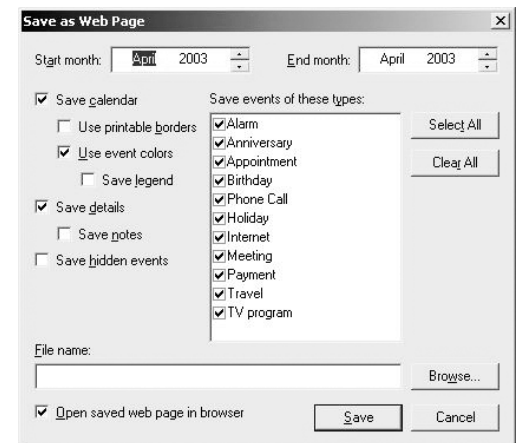 Save as Web Page
Start month: April 2003 End month: April 2003
Save calendar
Use printable borders
Use event colors
Save legend
Save details
Save notes
Save hidden events
Save events of these types:
Alarm
Anniversary
Appointment
Birthday
Phone Call
Holiday
Internet
Meeting
Payment
Travel
TV program
Select All
Clear All
File name:
Browse...
Open saved web page in browser
Save
Cancel